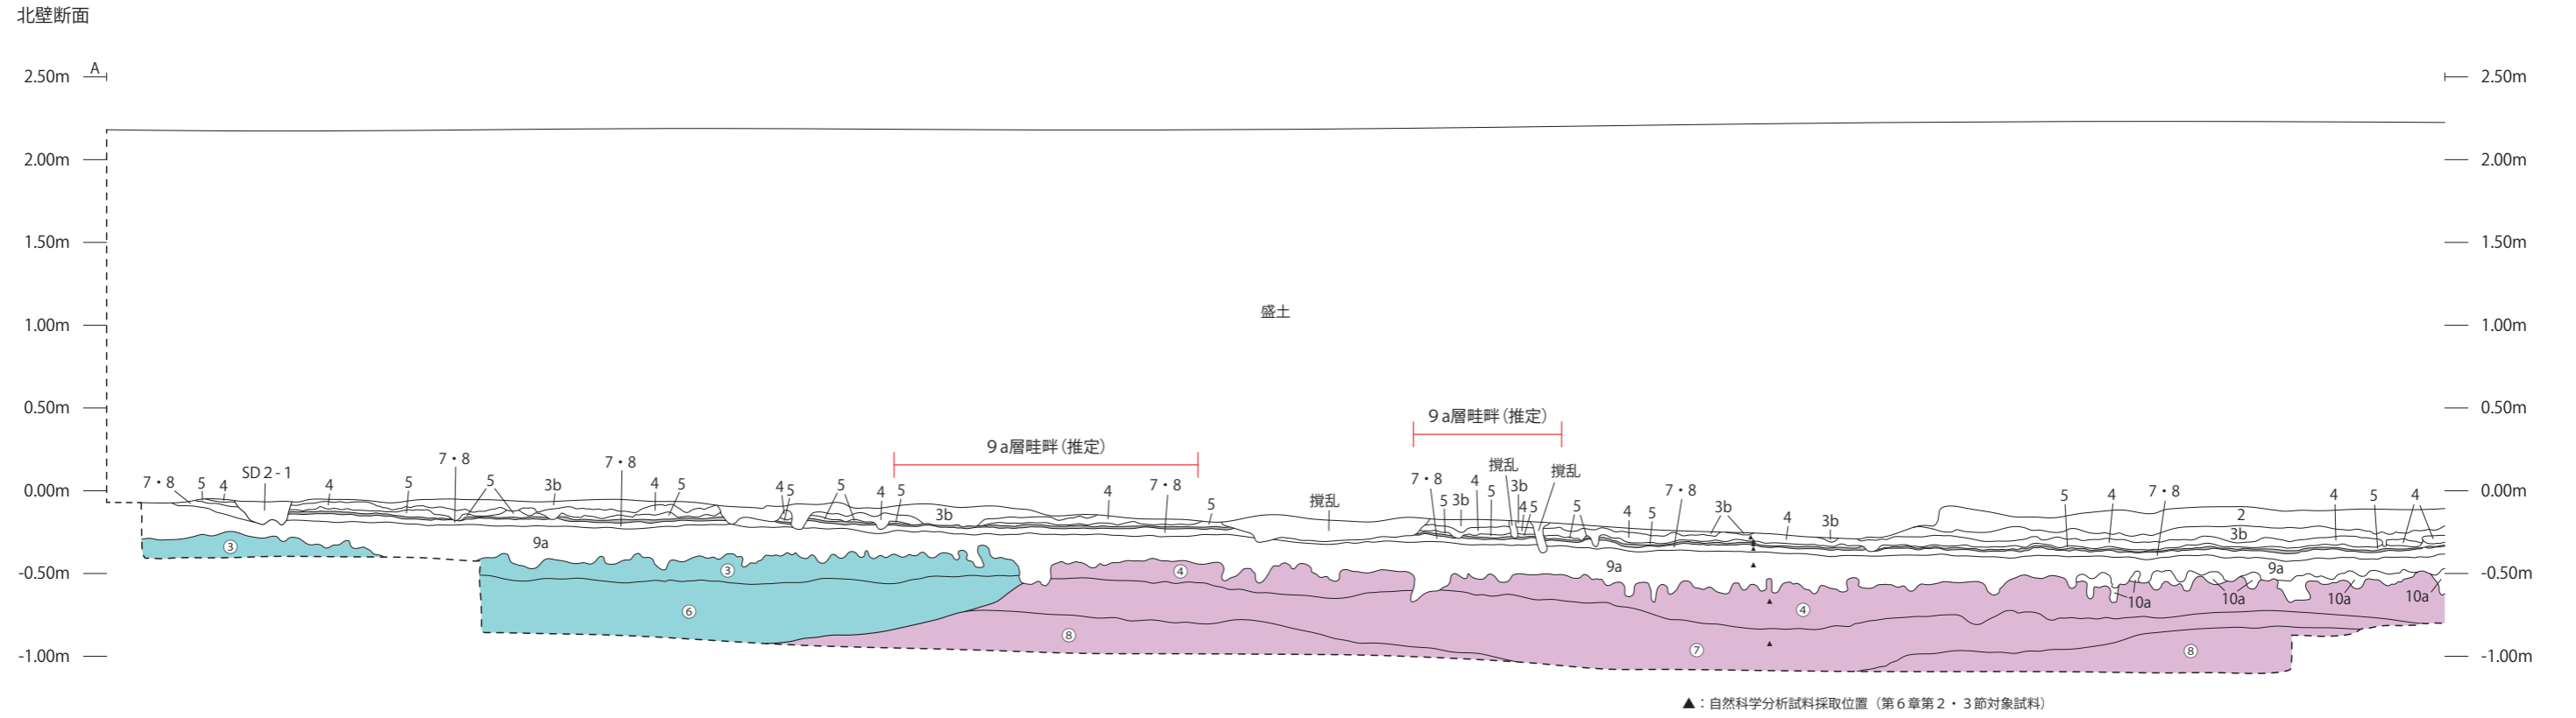 北壁断面
A
2.50m 2.50m
2.00m 2.00m
1.50m 1.50m
盛土
1.00m 1.00m
0.50m 0.50m
9a層畦畔(推定) 9a層畦畔(推定)
0.00m 7・8 5 4 SD2-1 4 5 7・8 5 3b 7・8 4 5 4 5 5 4 5 3b 4 7・8 5 撹乱 7・8 5 3b 4 5 撹乱 3b 4 5 撹乱 5 4 5 7・8 3b 4 3b 5 4 7・8 2 3b 4 5 4 0.00m
9a 9a 9a
-0.50m ③ ③ ④ -0.50m
⑥ ④ 10a 10a 10a 10a
⑧ ⑦ ⑧
-1.00m -1.00m
▲:自然科学分析試料採取位置(第6章第2・3節対象試料)